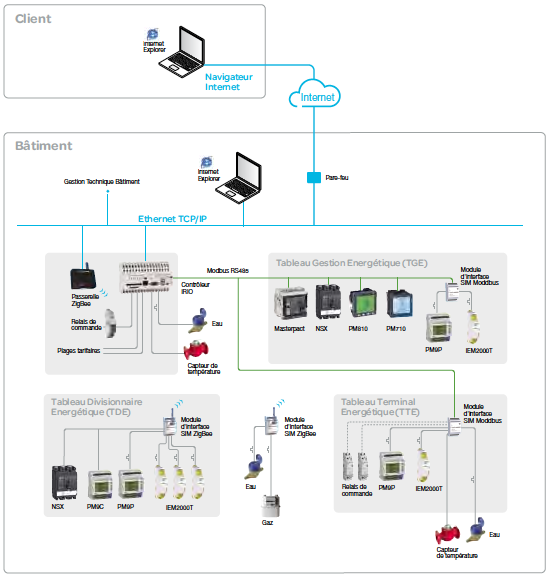 Client
Internet
Explorer
Navigateur
Internet
Internet
Bâtiment
Internet
Explorer
Gestion Technique Bâtiment
Pare-feu
Ethernet TCP/IP
Passerelle
ZigBee
Contrôleur
IRIO
Modbus RS485
Relais de
commande
Eau
Plages tarifaires
Capteur de
température
Tableau Gestion Energétique (TGE)
Module
d'interface
SIM Moddbus
Masterpact
NSX
PM810
PM710
PM9P
IEM2000T
Tableau Divisionnaire
Energétique (TDE)
Module
d'interface
SIM ZigBee
NSX
PM9C
PM9P
IEM2000T
Module
d'interface
SIM ZigBee
Eau
Gaz
Tableau Terminal
Energétique (TTE)
Module
d'interface
SIM Moddbus
Relais de
commande
PM9P
IEM2000T
Capteur
de température
Eau